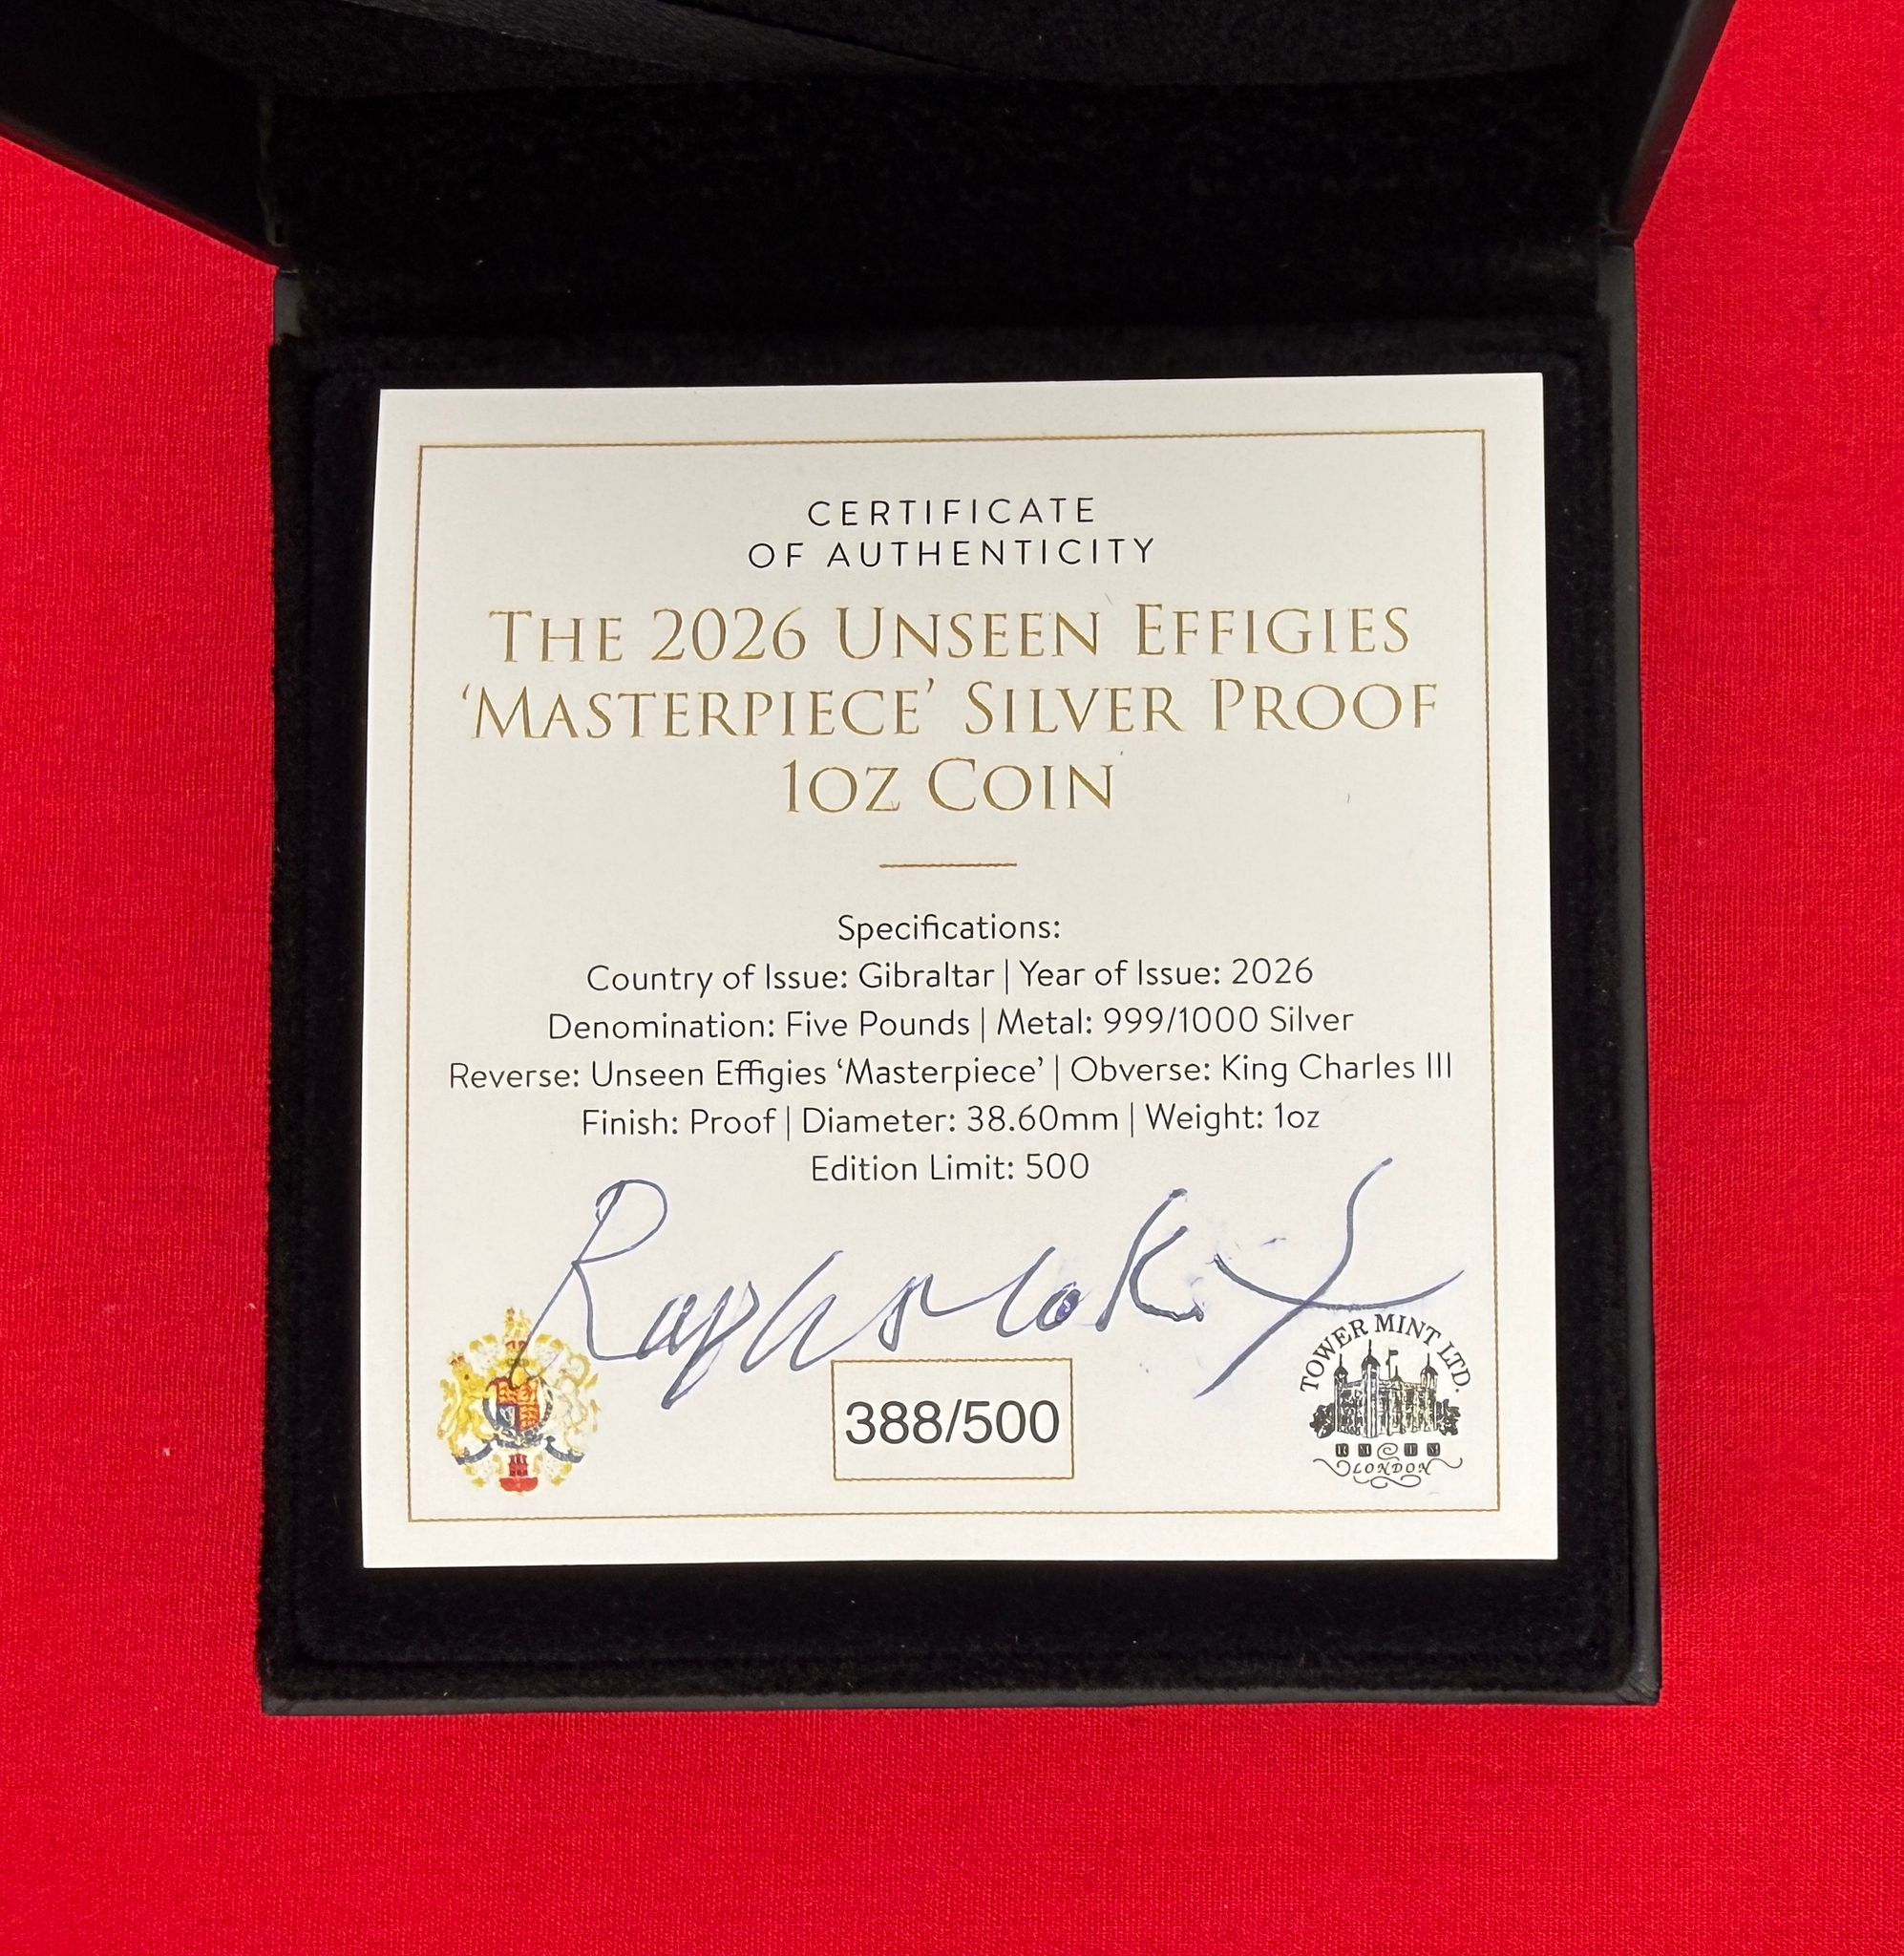 CERTIFICATE
OF AUTHENTICITY
THE 2026 UNSEEN EFFIGIES
‘MASTERPIECE’ SILVER PROOF
1OZ COIN
Specifications:
Country of Issue: Gibraltar | Year of Issue: 2026
Denomination: Five Pounds | Metal: 999/1000 Silver
Reverse: Unseen Effigies ‘Masterpiece’ | Obverse: King Charles III
Finish: Proof | Diameter: 38.60mm | Weight: 1oz
Edition Limit: 500
388/500
TOWER MINT LTD.
LONDON